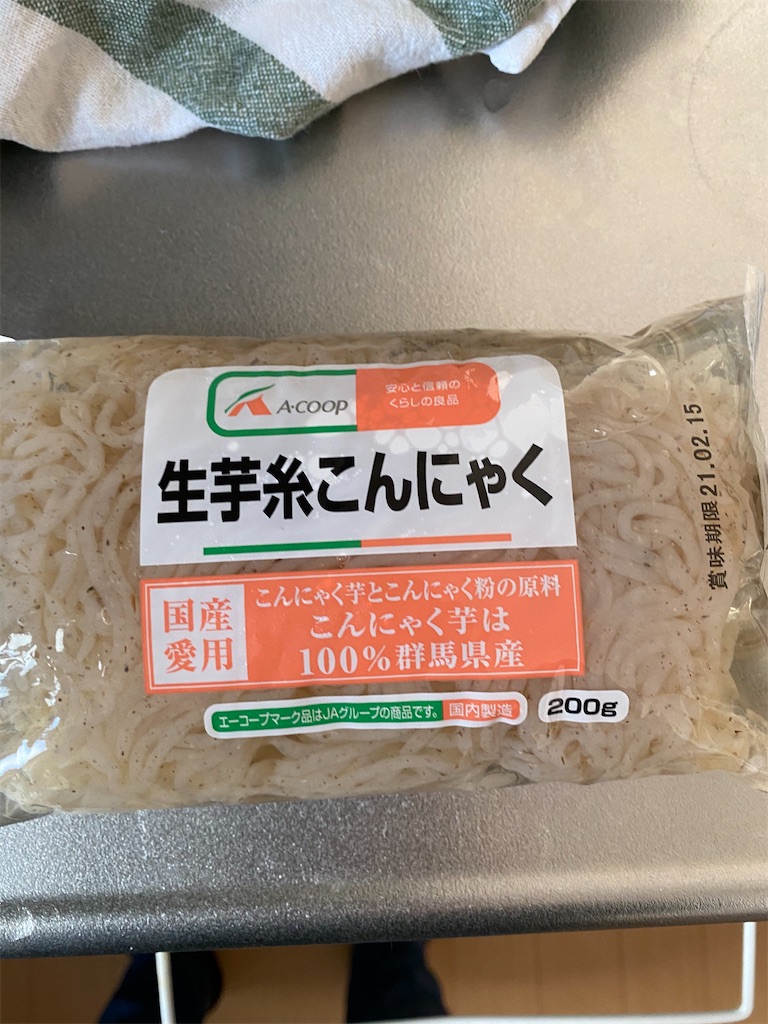 A·COOP
安心と信頼の
くらしの良品
生芋糸こんにゃく
国産
愛用
こんにゃく芋とこんにゃく粉の原料
こんにゃく芋は
100%群馬県産
エーコープマーク品はJAグループの商品です。
国内製造
200g
賞味期限21.02.15